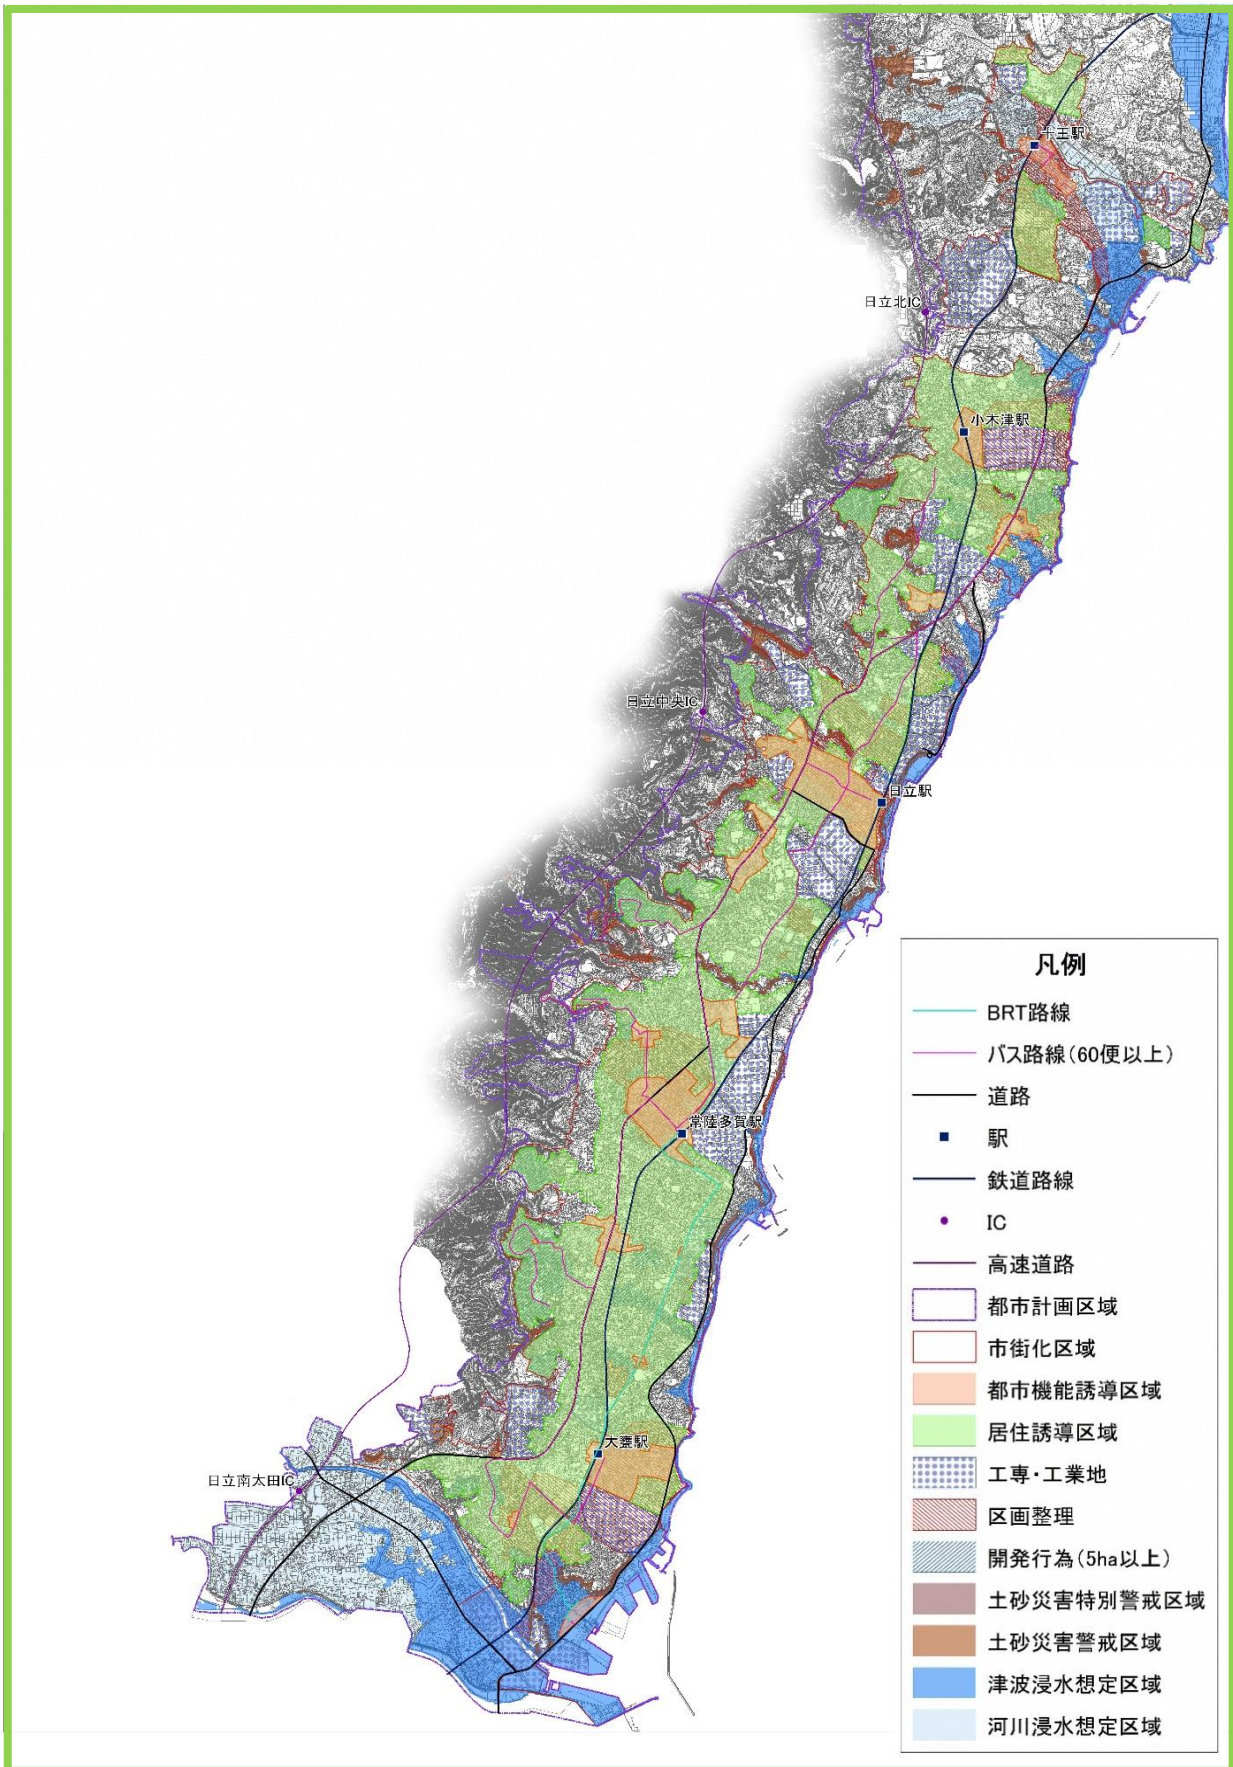 十王駅
日立北IC
小木津駅
日立中央IC
日立駅
常陸多賀駅
大甕駅
日立南太田IC
凡例
BRT路線
バス路線(60便以上)
道路
駅
鉄道路線
IC
高速道路
都市計画区域
市街化区域
都市機能誘導区域
居住誘導区域
工専・工業地
区画整理
開発行為(5ha以上)
土砂災害特別警戒区域
土砂災害警戒区域
津波浸水想定区域
河川浸水想定区域